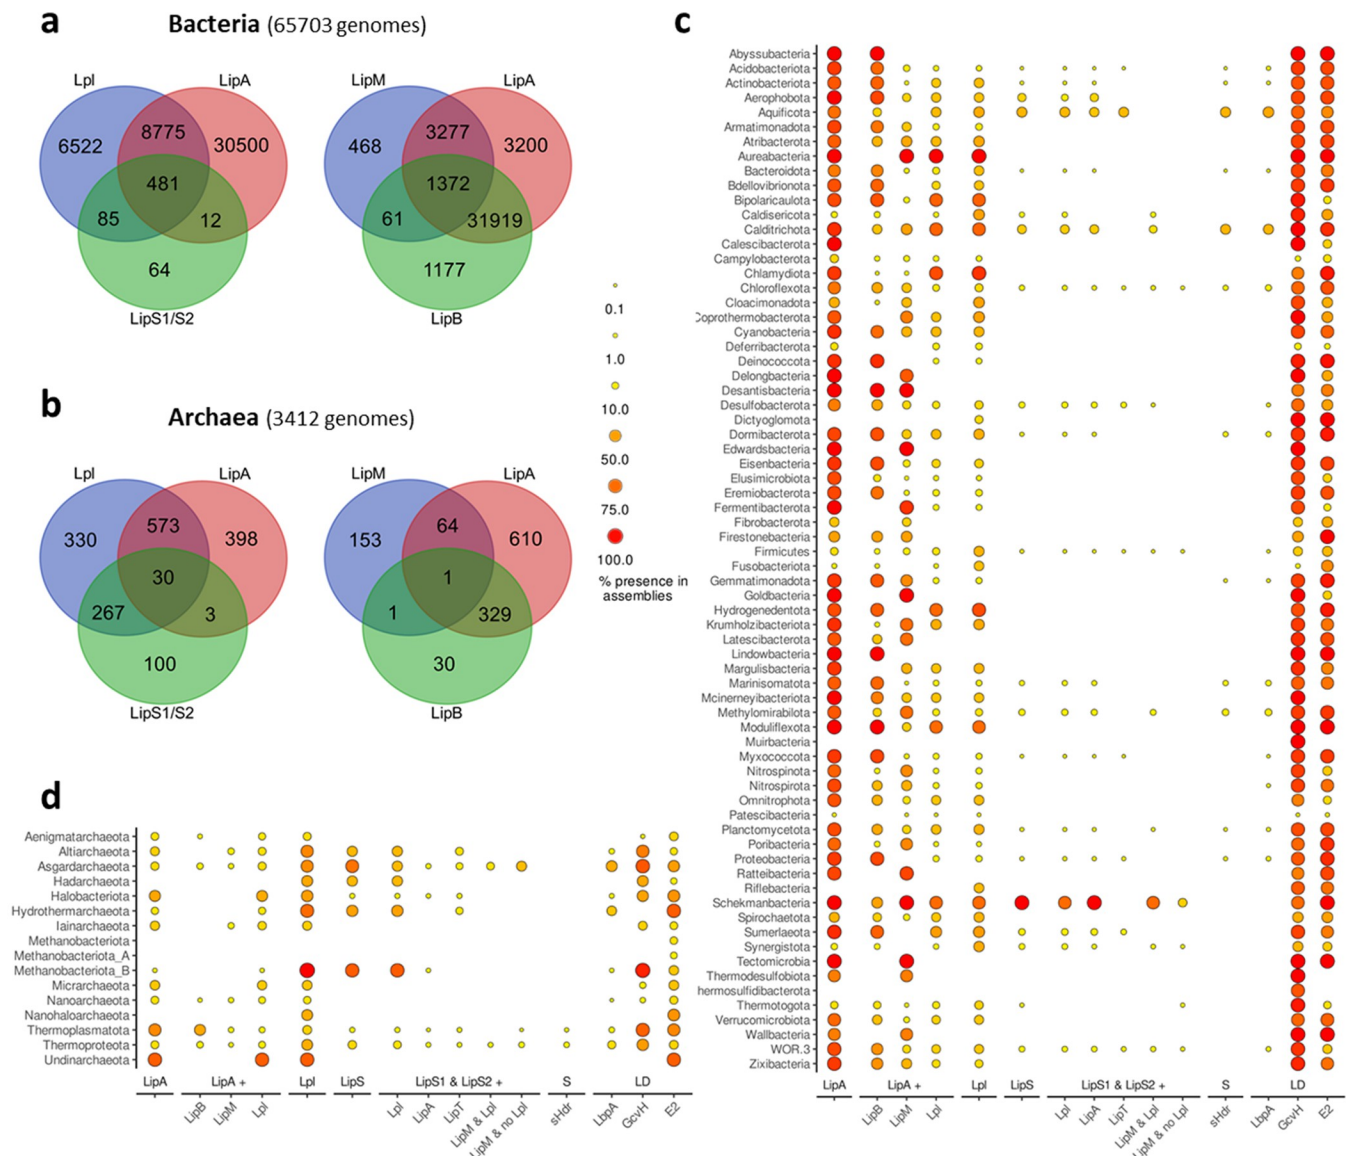 a
Bacteria (65703 genomes)
Lpl
LipA
6522
8775
30500
481
85
12
64
LipS1/S2
LipM
LipA
468
3277
3200
1372
61
31919
1177
LipB
b
Archaea (3412 genomes)
Lpl
LipA
330
573
398
30
267
3
100
LipS1/S2
LipM
LipA
153
64
610
1
1
329
30
LipB
0.1
1.0
10.0
50.0
75.0
100.0
% presence in
assemblies
c
Abyssubacteria
Acidobacteriota
Actinobacteriota
Aerophobota
Aquificota
Armatimonadota
Atribacterota
Aureabacteria
Bacteroidota
Bdellovibrionota
Bipolaricaulota
Caldisericota
Calditrichota
Calescibacterota
Campylobacterota
Chlamydiota
Chloroflexota
Cloacimonadota
Coprothermobacterota
Cyanobacteria
Deferribacterota
Deinococcota
Delongbacteria
Desantisbacteria
Desulfobacterota
Dictyoglomota
Dormibacterota
Edwardsbacteria
Eisenbacteria
Elusimicrobiota
Eremiobacterota
Fermentibacterota
Fibrobacterota
Firestonebacteria
Firmicutes
Fusobacteriota
Gemmatimonadota
Goldbacteria
Hydrogenedentota
Krumholzibacteriota
Latescibacterota
Lindowbacteria
Margulisbacteria
Marinisomatota
Mcinerneyibacteriota
Methylomirabilota
Moduliflexota
Muirbacteria
Myxococcota
Nitrospinota
Nitrospirota
Omnitrophota
Patescibacteria
Planctomycetota
Poribacteria
Proteobacteria
Ratteibacteria
Riflebacteria
Schekmanbacteria
Spirochaetota
Sumerlaeota
Synergistota
Tectomicrobia
Thermodesulfobiota
hermosulfidibacterota
Thermotogota
Verrucomicrobiota
Wallbacteria
WOR.3
Zixibacteria
LipA LipA + Lpl LipS LipS1 & LipS2 + S LD
LipB LipM Lpl Lpl LipA LipT LipM & Lpl LipM & no Lpl sHdr LbpA GcvH E2
d
Aenigmatarchaeota
Altiarchaeota
Asgardarchaeota
Hadarchaeota
Halobacteriota
Hydrothermarchaeota
Iainarchaeota
Methanobacteriota
Methanobacteriota_A
Methanobacteriota_B
Micrarchaeota
Nanoarchaeota
Nanohaloarchaeota
Thermoplasmatota
Thermoproteota
Undinarchaeota
LipA LipA + Lpl LipS LipS1 & LipS2 + S LD
LipB LipM Lpl Lpl LipA LipT LipM & Lpl LipM & no Lpl sHdr LbpA GcvH E2